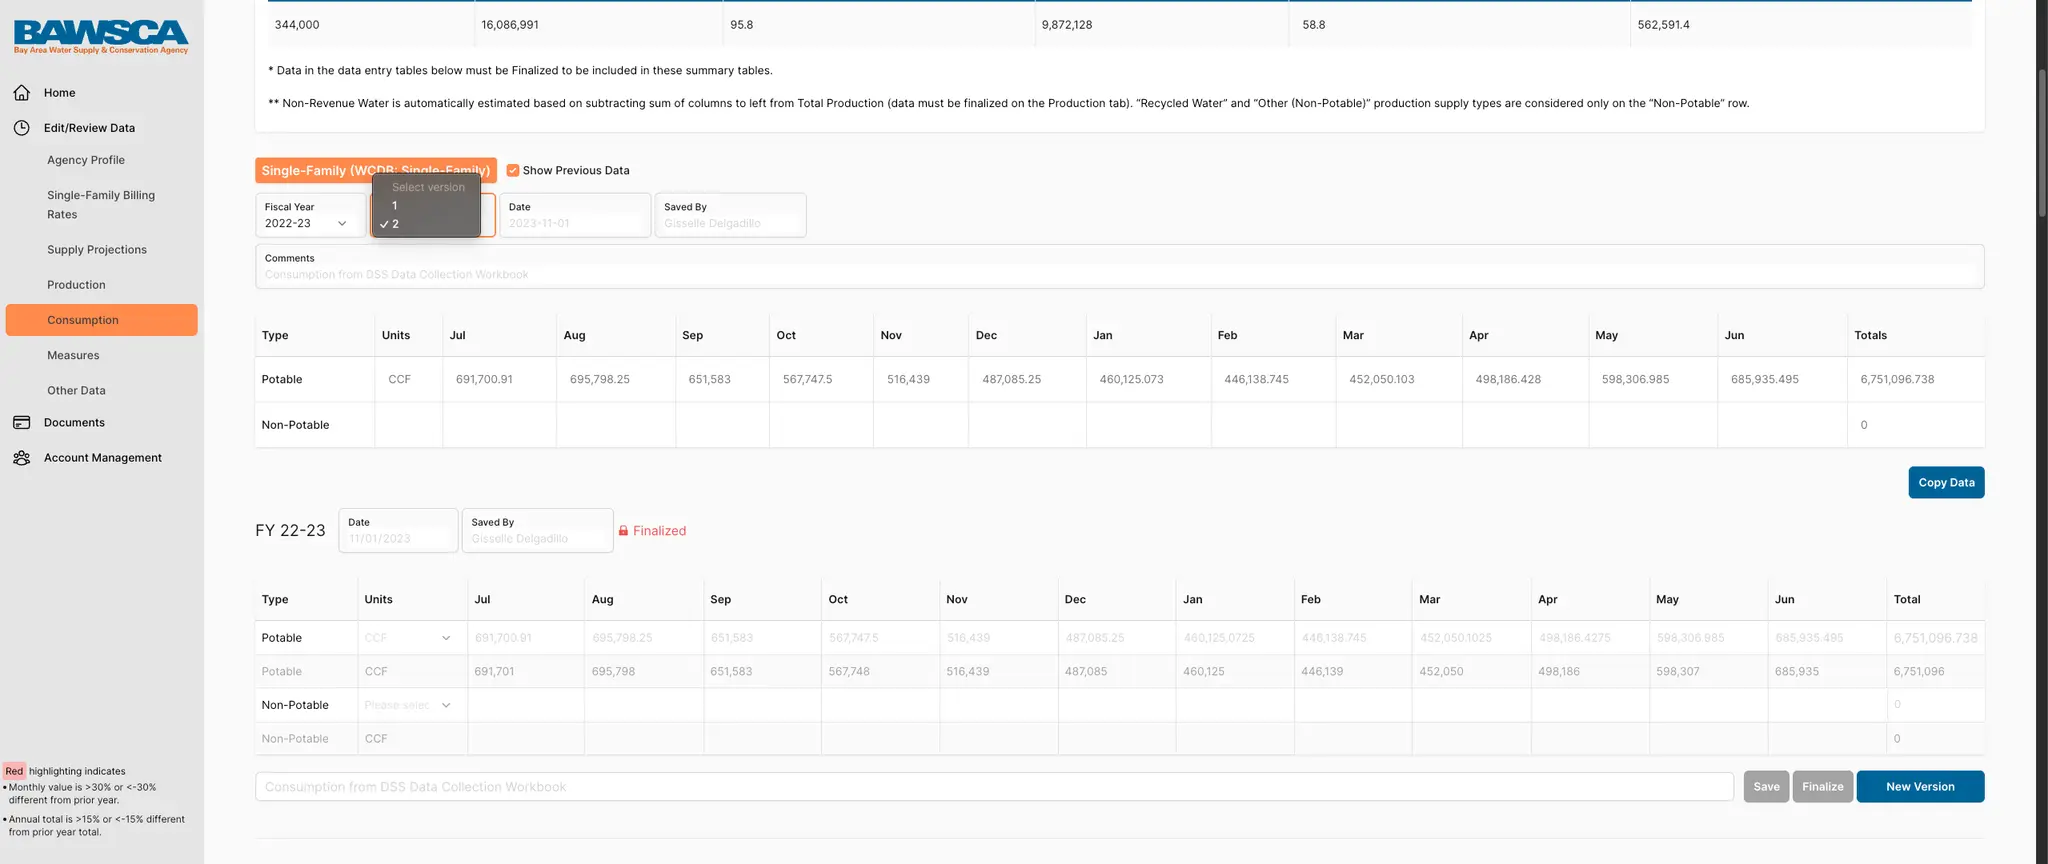 BAWSCA
Bay Area Water Supply & Conservation Agency
Home
Edit/Review Data
Agency Profile
Single-Family Billing
Rates
Supply Projections
Production
Consumption
Measures
Other Data
Documents
Account Management
Red highlighting indicates
•Monthly value is >30% or <-30%
different from prior year.
•Annual total is >15% or <-15% different
from prior year total.
344,000 16,086,991 95.8 9,872,128 58.8 562,591.4
* Data in the data entry tables below must be Finalized to be included in these summary tables.
** Non-Revenue Water is automatically estimated based on subtracting sum of columns to left from Total Production (data must be finalized on the Production tab). “Recycled Water” and “Other (Non-Potable)” production supply types are considered only on the “Non-Potable” row.
Single-Family (WCDB: Single-Family) Show Previous Data
Select version
1
✓ 2
Fiscal Year
2022-23
Date
2023-11-01
Saved By
Gisselle Delgadillo
Comments
Consumption from DSS Data Collection Workbook
Type Units Jul Aug Sep Oct Nov Dec Jan Feb Mar Apr May Jun Totals
Potable CCF 691,700.91 695,798.25 651,583 567,747.5 516,439 487,085.25 460,125.073 446,138.745 452,050.103 498,186.428 598,306.985 685,935.495 6,751,096.738
Non-Potable 0
Copy Data
FY 22-23
Date
11/01/2023
Saved By
Gisselle Delgadillo
Finalized
Type Units Jul Aug Sep Oct Nov Dec Jan Feb Mar Apr May Jun Total
Potable CCF 691,700.91 695,798.25 651,583 567,747.5 516,439 487,085.25 460,125.0725 446,138.745 452,050.1025 498,186.4275 598,306.985 685,935.495 6,751,096.738
Potable CCF 691,701 695,798 651,583 567,748 516,439 487,085 460,125 446,139 452,050 498,186 598,307 685,935 6,751,096
Non-Potable Please selec 0
Non-Potable CCF 0
Consumption from DSS Data Collection Workbook Save Finalize New Version